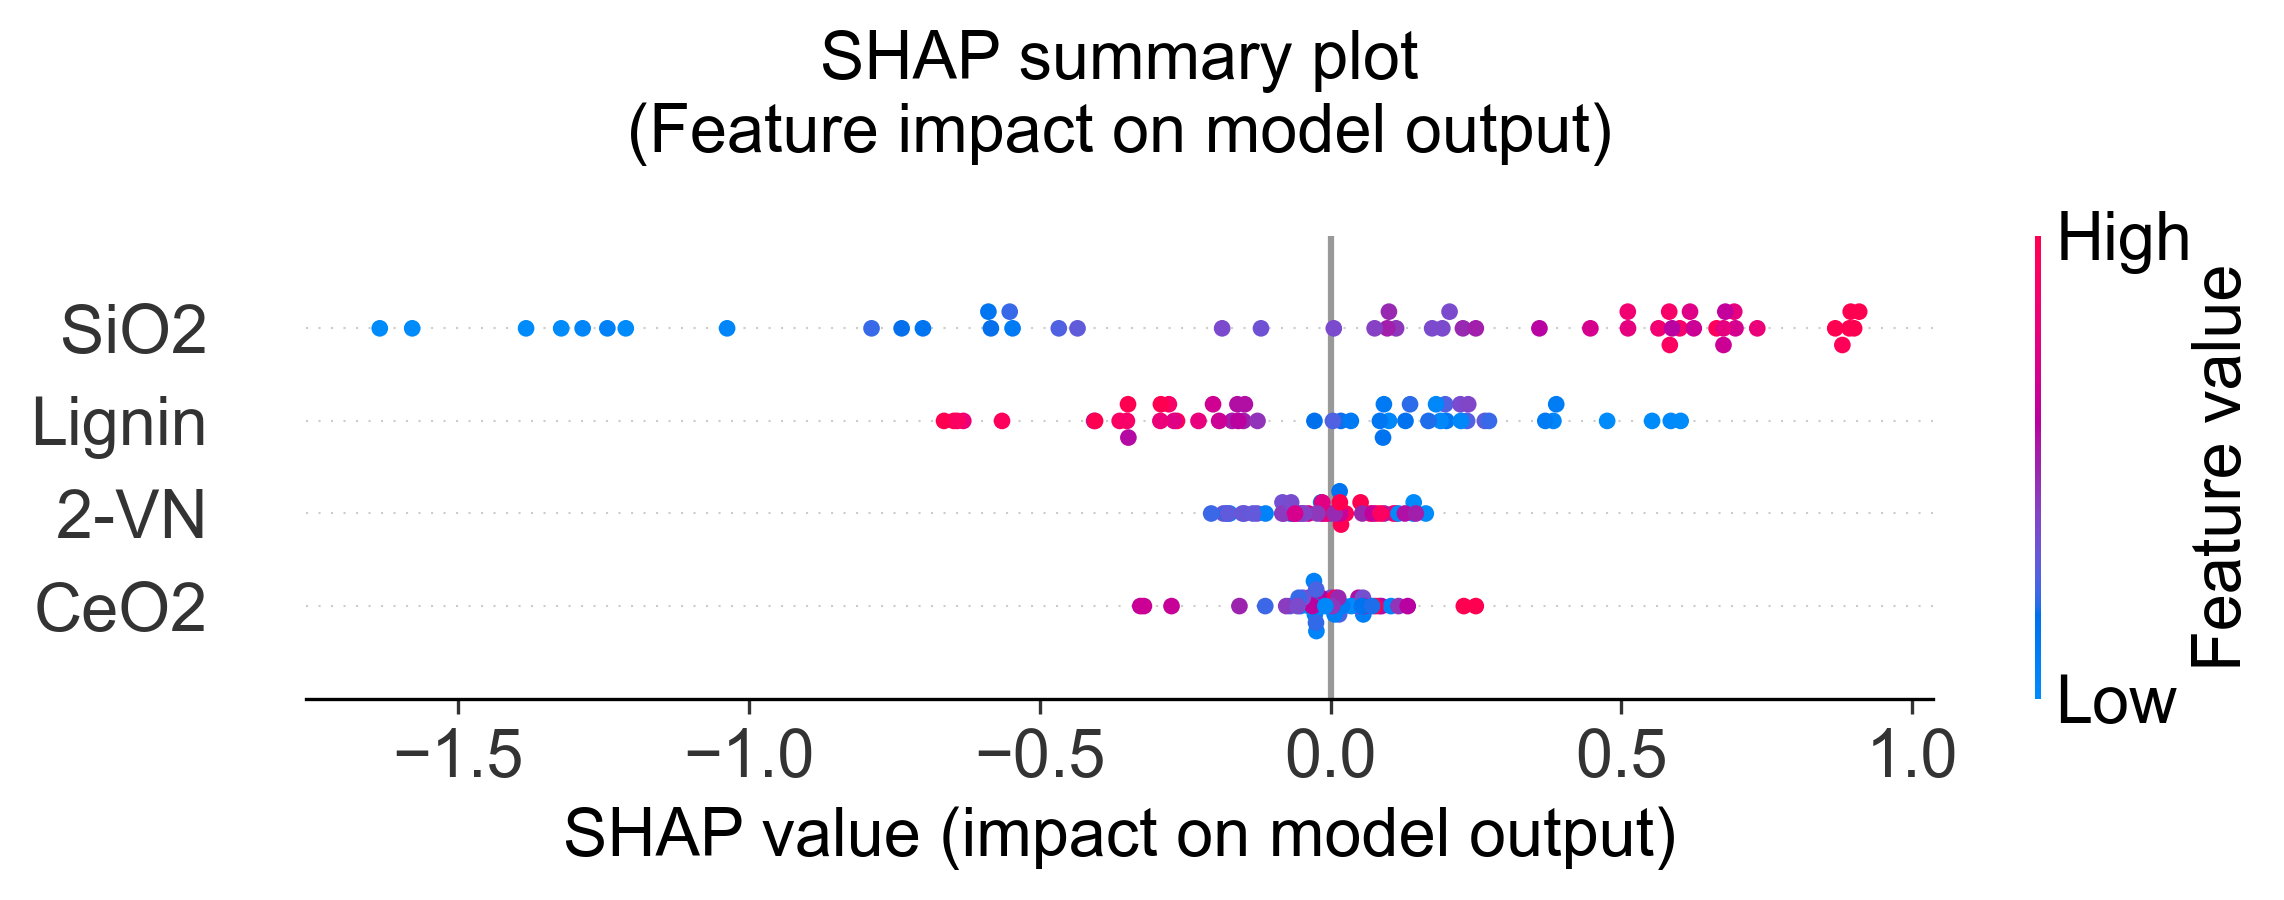 SHAP summary plot
(Feature impact on model output)
High
SiO2
Lignin
2-VN
CeO2
Feature value
Low
−1.5 −1.0 −0.5 0.0 0.5 1.0
SHAP value (impact on model output)